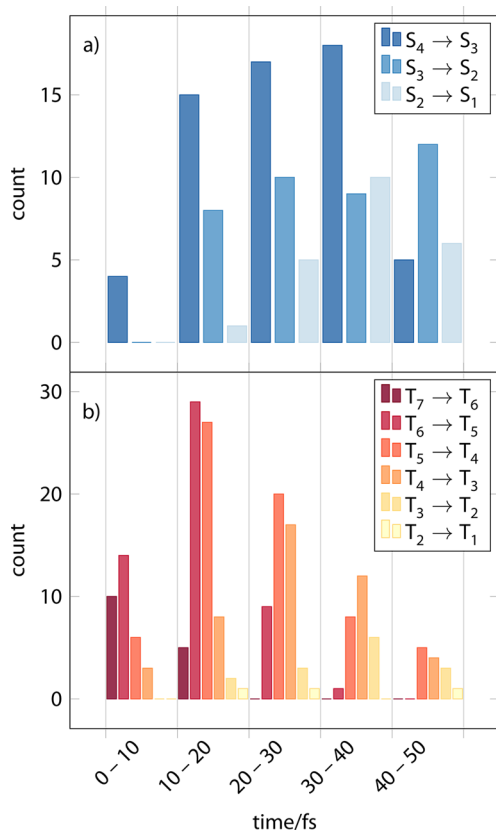 a)
S₄ → S₃
S₃ → S₂
S₂ → S₁
15
10
5
0
count
b)
T₇ → T₆
T₆ → T₅
T₅ → T₄
T₄ → T₃
T₃ → T₂
T₂ → T₁
30
20
10
0
count
0 – 10
10 – 20
20 – 30
30 – 40
40 – 50
time/fs